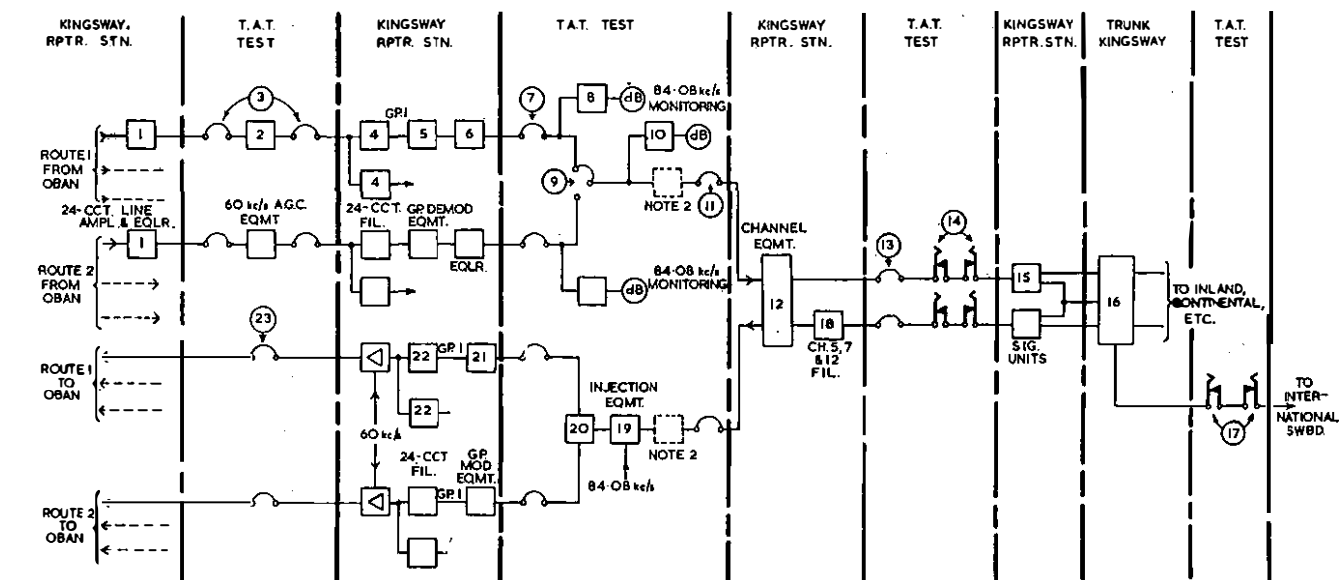 KINGSWAY.
RPTR. STN.
T.A.T.
TEST
KINGSWAY
RPTR. STN.
T.A.T. TEST
KINGSWAY
RPTR. STN.
T.A.T.
TEST
KINGSWAY
RPTR. STN.
TRUNK
KINGSWAY
T.A.T.
TEST
ROUTE 1
FROM
OBAN
1
3
2
GP.1
4
5
6
4
7
8
dB
84·08 kc/s
MONITORING
10
dB
9
NOTE 2
11
24-CCT. LINE
AMPL. & EQLR.
1
60 kc/s A.G.C.
EQMT
24-CCT.
FIL.
GP. DEMOD
EQMT.
EQLR.
ROUTE 2
FROM
OBAN
dB
84·08 kc/s
MONITORING
CHANNEL
EQMT.
12
18
CH. 5, 7
& 12
FIL.
13
14
15
SIG.
UNITS
16
TO INLAND,
CONTINENTAL,
ETC.
17
TO
INTER-
NATIONAL
SWBD.
ROUTE 1
TO
OBAN
23
22
GP. 1
21
22
60 kc/s
INJECTION
EQMT.
20
19
NOTE 2
84·08 kc/s
24-CCT
FIL.
GP.
MOD
EQMT.
GP.1
ROUTE 2
TO
OBAN